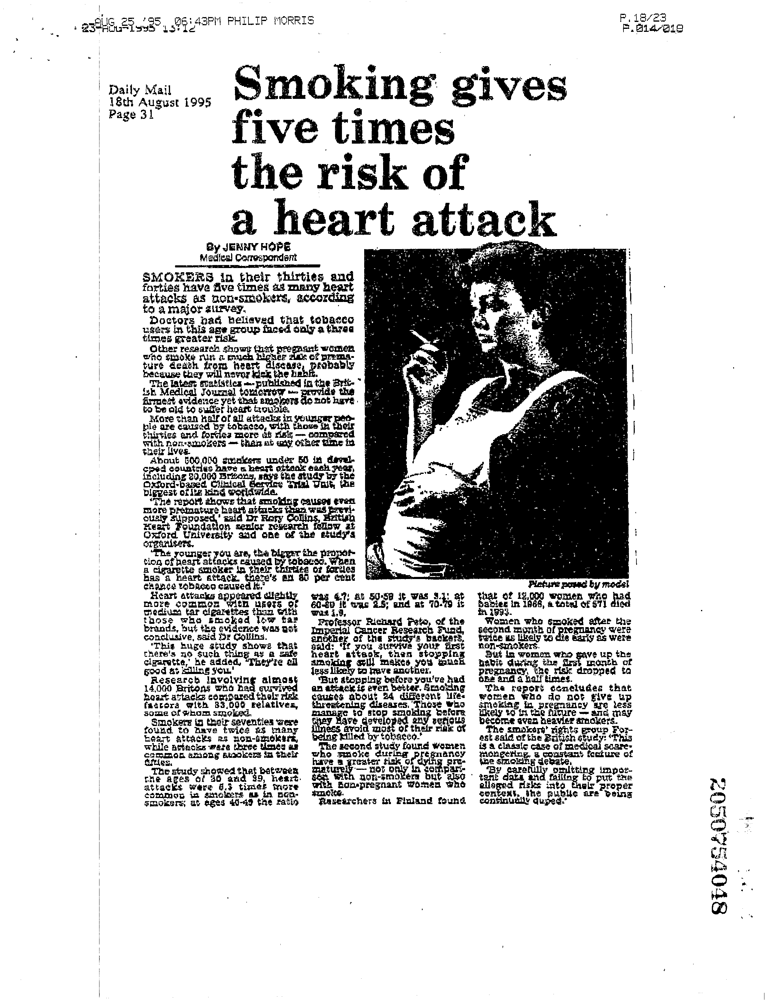 AUG 25 '95 06:43PM PHILIP MORRIS
P.18/23
P.014/019
Daily Mail
18th August 1995
Page 31
Smoking gives
five times
the risk of
a heart attack
By JENNY HOPE
Medical Correspondent
SMOKERS in their thirties and
forties have five times as many heart
attacks as non-smokers, according
to a major survey.
Doctors had believed that tobacco
users in this age group faced only a three
times greater risk.
Other research shows that pregnant women
who smoke run a much higher risk of prema-
ture death from heart disease, probably
because they will never kick the habit.
The latest statistics — published in the Brit-
ish Medical Journal tomorrow — provide the
firmest evidence yet that smokers do not have
to be old to suffer heart trouble.
More than half of all attacks in younger peo-
ple are caused by tobacco, with those in their
thirties and forties more at risk — compared
with non-smokers — than at any other time in
their lives.
About 500,000 smokers under 50 in devel-
oped countries have a heart attack each year,
including 20,000 Britons, says the study by the
Oxford-based Clinical Service Trial Unit, the
biggest of its kind worldwide.
'The report shows that smoking causes even
more premature heart attacks than was previ-
ously supposed,' said Dr Rory Collins, British
Heart Foundation senior research fellow at
Oxford University and one of the study's
organisers.
'The younger you are, the bigger the propor-
tion of heart attacks caused by tobacco. When
a cigarette smoker in their thirties or forties
has a heart attack, there's an 80 per cent
chance tobacco caused it.'
Heart attacks appeared slightly
more common with users of
medium tar cigarettes than with
those who smoked low tar
brands, but the evidence was not
conclusive, said Dr Collins.
'This huge study shows that
there's no such thing as a safe
cigarette,' he added. 'They're all
good at killing you.'
Research involving almost
14,000 Britons who had survived
heart attacks compared their risk
factors with 33,000 relatives,
some of whom smoked.
Smokers in their seventies were
found to have twice as many
heart attacks as non-smokers,
while attacks were three times as
common among smokers in their
fifties.
The study showed that between
the ages of 30 and 39, heart
attacks were 6.3 times more
common in smokers as in non-
smokers; at ages 40-49 the ratio
Picture posed by model
was 4.7; at 50-59 it was 3.1; at
60-69 it was 2.5; and at 70-79 it
was 1.9.
Professor Richard Peto, of the
Imperial Cancer Research Fund,
another of the study's backers,
said: 'If you survive your first
heart attack, then stopping
smoking still makes you much
less likely to have another.
'But stopping before you've had
an attack is even better. Smoking
causes about 24 different life-
threatening diseases. Those who
manage to stop smoking before
they have developed any serious
illness avoid most of their risk of
being killed by tobacco.'
The second study found women
who smoke during pregnancy
have a greater risk of dying pre-
maturely — not only in compari-
son with non-smokers but also
with non-pregnant women who
smoke.
Researchers in Finland found
that of 12,000 women who had
babies in 1966, a total of 571 died
in 1993.
Women who smoked after the
second month of pregnancy were
twice as likely to die early as were
non-smokers.
But in women who gave up the
habit during the first month of
pregnancy, the risk dropped to
one and a half times.
The report concludes that
women who do not give up
smoking in pregnancy are less
likely to in the future — and may
become even heavier smokers.
The smokers' rights group For-
est said of the British study: 'This
is a classic case of medical scare-
mongering, a constant feature of
the smoking debate.
'By carefully omitting impor-
tant data and failing to put the
alleged risks into their proper
context, the public are being
continually duped.'
2050754048